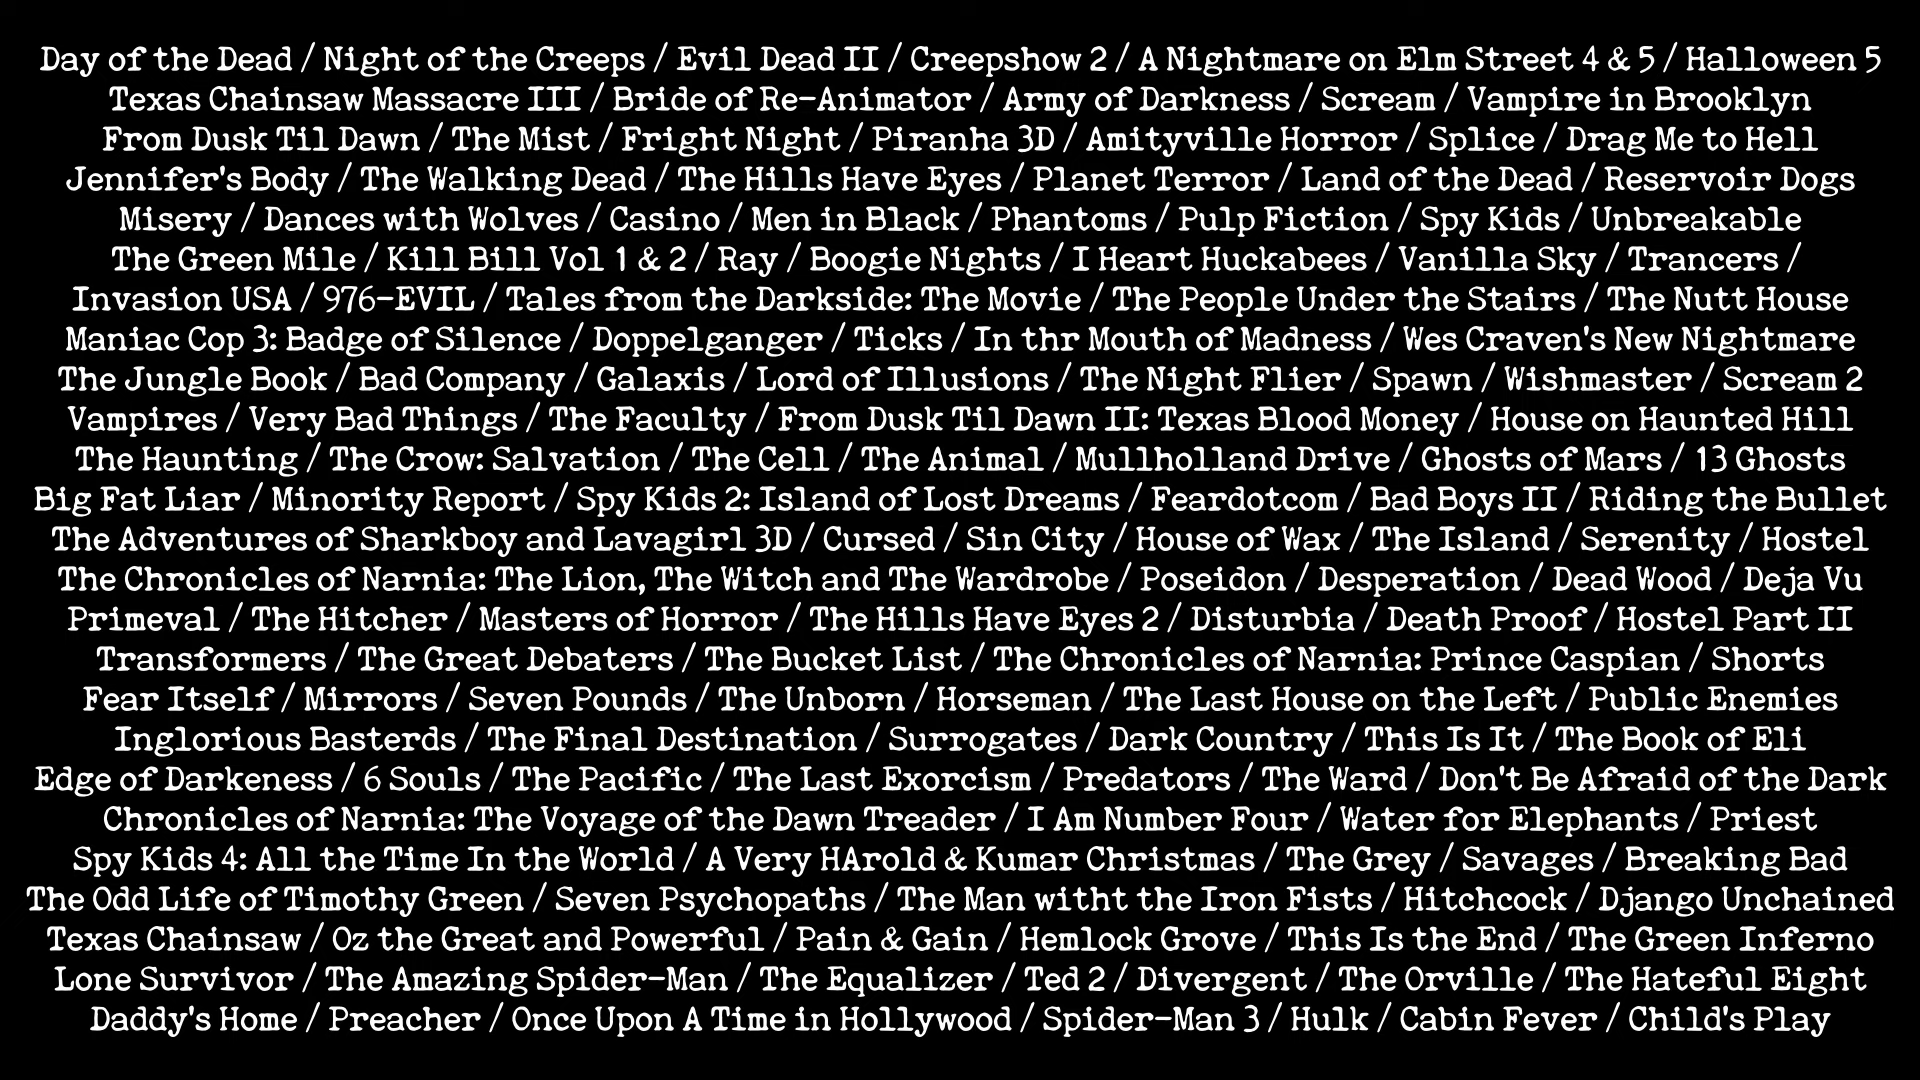 Day of the Dead / Night of the Creeps / Evil Dead II / Creepshow 2 / A Nightmare on Elm Street 4 & 5 / Halloween 5
Texas Chainsaw Massacre III / Bride of Re-Animator / Army of Darkness / Scream / Vampire in Brooklyn
From Dusk Til Dawn / The Mist / Fright Night / Piranha 3D / Amityville Horror / Splice / Drag Me to Hell
Jennifer's Body / The Walking Dead / The Hills Have Eyes / Planet Terror / Land of the Dead / Reservoir Dogs
Misery / Dances with Wolves / Casino / Men in Black / Phantoms / Pulp Fiction / Spy Kids / Unbreakable
The Green Mile / Kill Bill Vol 1 & 2 / Ray / Boogie Nights / I Heart Huckabees / Vanilla Sky / Trancers /
Invasion USA / 976-EVIL / Tales from the Darkside: The Movie / The People Under the Stairs / The Nutt House
Maniac Cop 3: Badge of Silence / Doppelganger / Ticks / In thr Mouth of Madness / Wes Craven's New Nightmare
The Jungle Book / Bad Company / Galaxis / Lord of Illusions / The Night Flier / Spawn / Wishmaster / Scream 2
Vampires / Very Bad Things / The Faculty / From Dusk Til Dawn II: Texas Blood Money / House on Haunted Hill
The Haunting / The Crow: Salvation / The Cell / The Animal / Mullholland Drive / Ghosts of Mars / 13 Ghosts
Big Fat Liar / Minority Report / Spy Kids 2: Island of Lost Dreams / Feardotcom / Bad Boys II / Riding the Bullet
The Adventures of Sharkboy and Lavagirl 3D / Cursed / Sin City / House of Wax / The Island / Serenity / Hostel
The Chronicles of Narnia: The Lion, The Witch and The Wardrobe / Poseidon / Desperation / Dead Wood / Deja Vu
Primeval / The Hitcher / Masters of Horror / The Hills Have Eyes 2 / Disturbia / Death Proof / Hostel Part II
Transformers / The Great Debaters / The Bucket List / The Chronicles of Narnia: Prince Caspian / Shorts
Fear Itself / Mirrors / Seven Pounds / The Unborn / Horseman / The Last House on the Left / Public Enemies
Inglorious Basterds / The Final Destination / Surrogates / Dark Country / This Is It / The Book of Eli
Edge of Darkeness / 6 Souls / The Pacific / The Last Exorcism / Predators / The Ward / Don't Be Afraid of the Dark
Chronicles of Narnia: The Voyage of the Dawn Treader / I Am Number Four / Water for Elephants / Priest
Spy Kids 4: All the Time In the World / A Very HArold & Kumar Christmas / The Grey / Savages / Breaking Bad
The Odd Life of Timothy Green / Seven Psychopaths / The Man witht the Iron Fists / Hitchcock / Django Unchained
Texas Chainsaw / Oz the Great and Powerful / Pain & Gain / Hemlock Grove / This Is the End / The Green Inferno
Lone Survivor / The Amazing Spider-Man / The Equalizer / Ted 2 / Divergent / The Orville / The Hateful Eight
Daddy's Home / Preacher / Once Upon A Time in Hollywood / Spider-Man 3 / Hulk / Cabin Fever / Child's Play